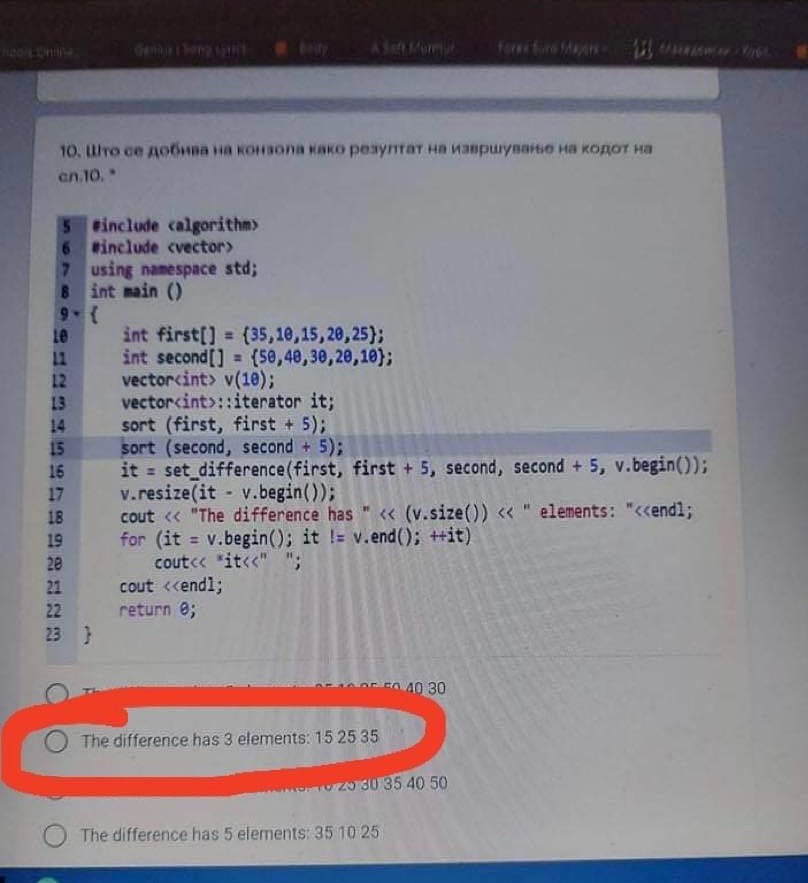 Genius | Song Lyrics
Body
A Soft Murmur
10. Што се добива на конзола како резултат на извршување на кодот на
сл.10. *
5 #include <algorithm>
6 #include <vector>
7 using namespace std;
8 int main ()
9 {
10 int first[] = {35,10,15,20,25};
11 int second[] = {50,40,30,20,10};
12 vector<int> v(10);
13 vector<int>::iterator it;
14 sort (first, first + 5);
15 sort (second, second + 5);
16 it = set_difference(first, first + 5, second, second + 5, v.begin());
17 v.resize(it - v.begin());
18 cout << "The difference has " << (v.size()) << " elements: "<<endl;
19 for (it = v.begin(); it != v.end(); ++it)
20 cout<< *it<<" ";
21 cout <<endl;
22 return 0;
23 }
50 40 30
The difference has 3 elements: 15 25 35
25 30 35 40 50
The difference has 5 elements: 35 10 25